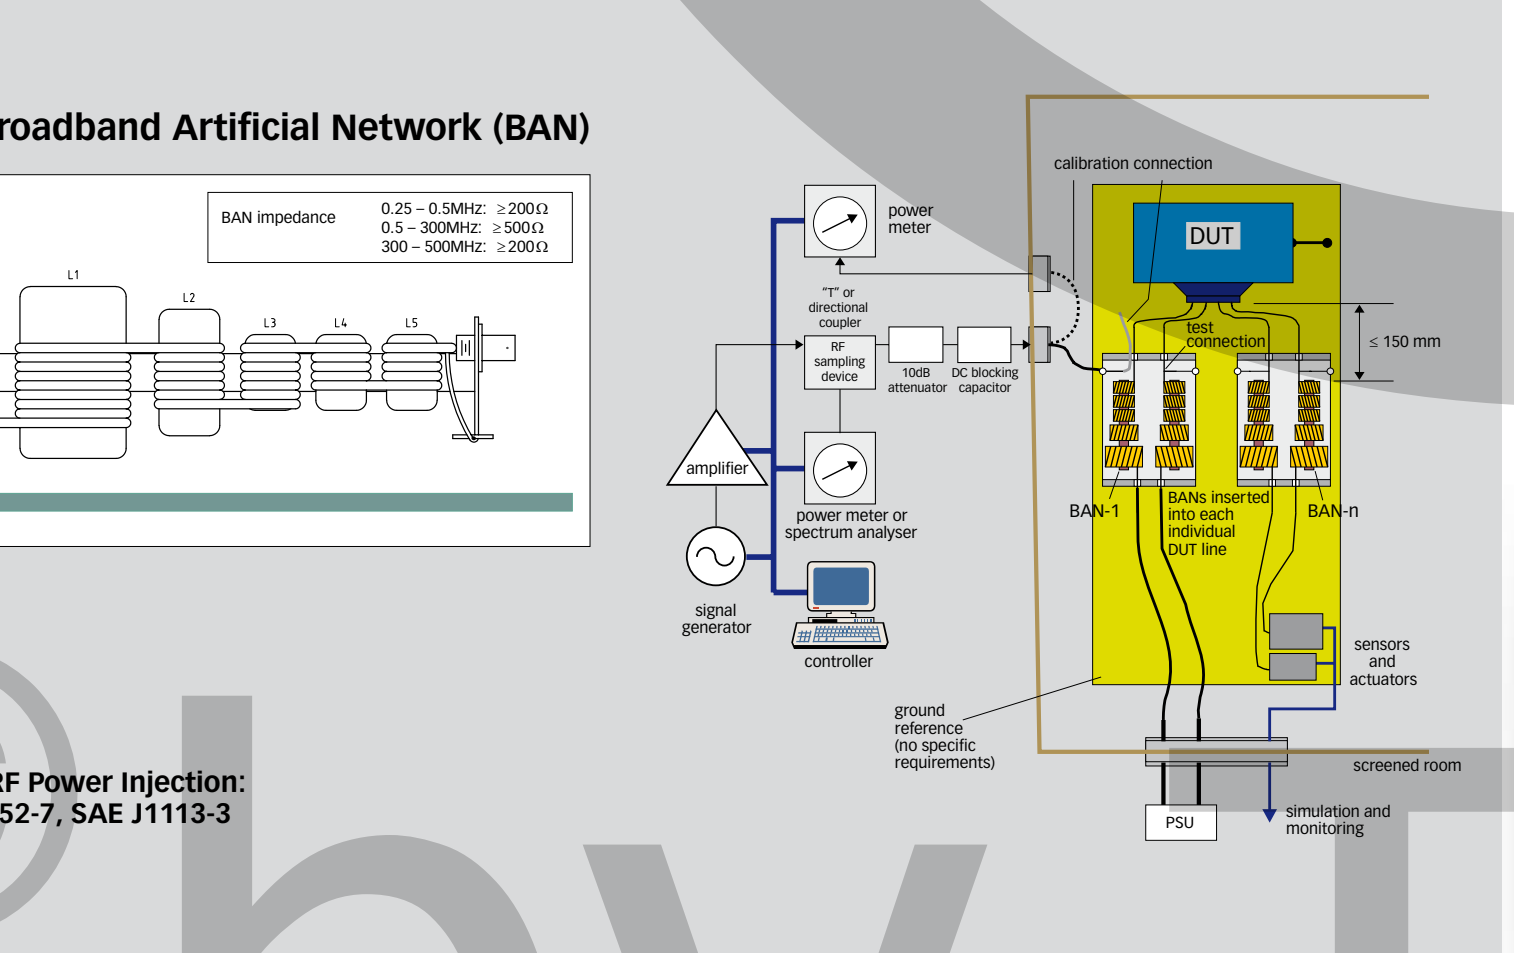 roadband Artificial Network (BAN)
BAN impedance
0.25 – 0.5MHz: ≥200Ω
0.5 – 300MHz: ≥500Ω
300 – 500MHz: ≥200Ω
L1
L2
L3
L4
L5
RF Power Injection:
52-7, SAE J1113-3
calibration connection
power
meter
"T" or
directional
coupler
RF
sampling
device
10dB
attenuator
DC blocking
capacitor
amplifier
power meter or
spectrum analyser
signal
generator
controller
DUT
test
connection
≤ 150 mm
BAN-1
BANs inserted
into each
individual
DUT line
BAN-n
sensors
and
actuators
ground
reference
(no specific
requirements)
screened room
PSU
simulation and
monitoring